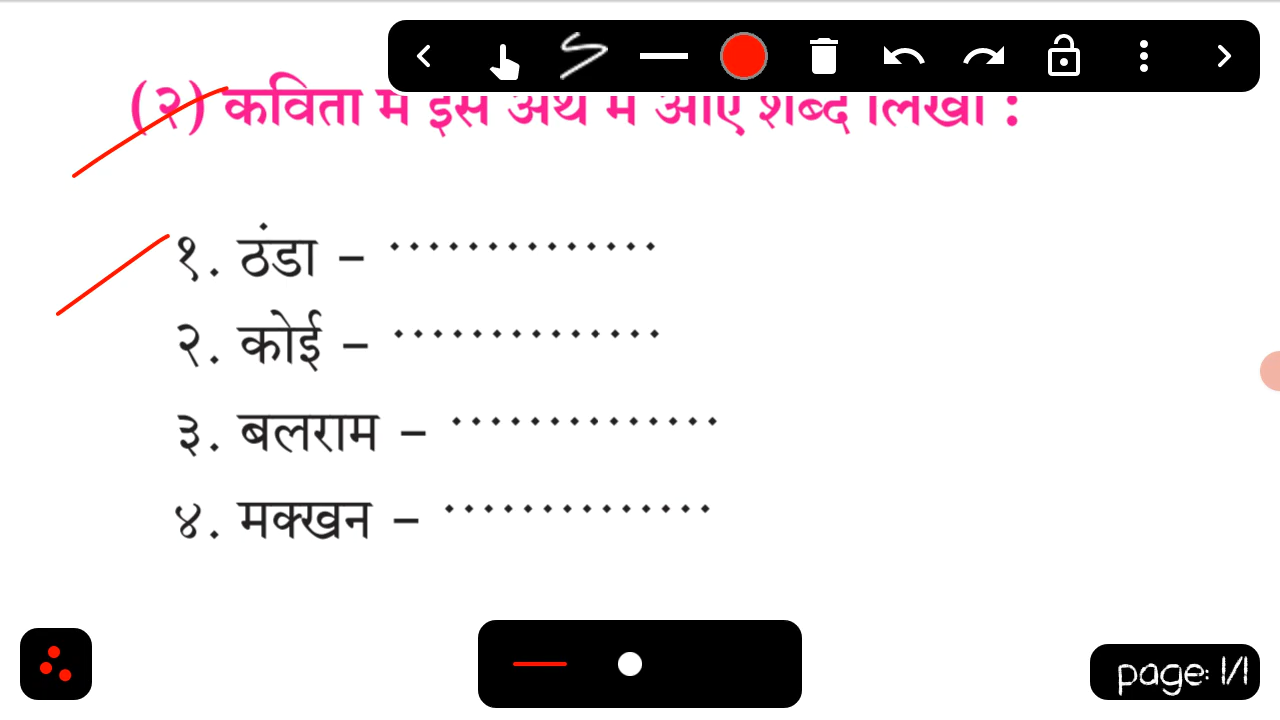 (२) कविता में इस अर्थ में आए शब्द लिखो :
१. ठंडा - ··············
२. कोई - ··············
३. बलराम - ··············
४. मक्खन - ··············
page: 1/1